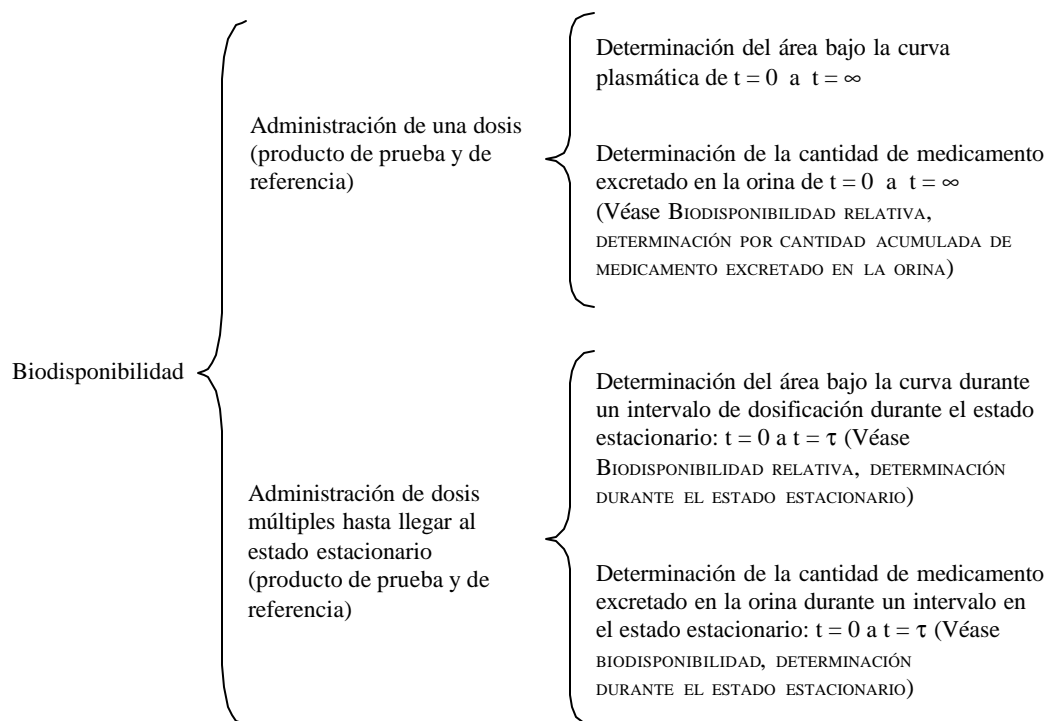 Biodisponibilidad
Administración de una dosis
(producto de prueba y de
referencia)
Determinación del área bajo la curva
plasmática de t = 0 a t = ∞
Determinación de la cantidad de medicamento
excretado en la orina de t = 0 a t = ∞
(Véase BIODISPONIBILIDAD RELATIVA,
DETERMINACIÓN POR CANTIDAD ACUMULADA DE
MEDICAMENTO EXCRETADO EN LA ORINA)
Administración de dosis
múltiples hasta llegar al
estado estacionario
(producto de prueba y de
referencia)
Determinación del área bajo la curva durante
un intervalo de dosificación durante el estado
estacionario: t = 0 a t = τ (Véase
BIODISPONIBILIDAD RELATIVA, DETERMINACIÓN
DURANTE EL ESTADO ESTACIONARIO)
Determinación de la cantidad de medicamento
excretado en la orina durante un intervalo en
el estado estacionario: t = 0 a t = τ (Véase
BIODISPONIBILIDAD, DETERMINACIÓN
DURANTE EL ESTADO ESTACIONARIO)